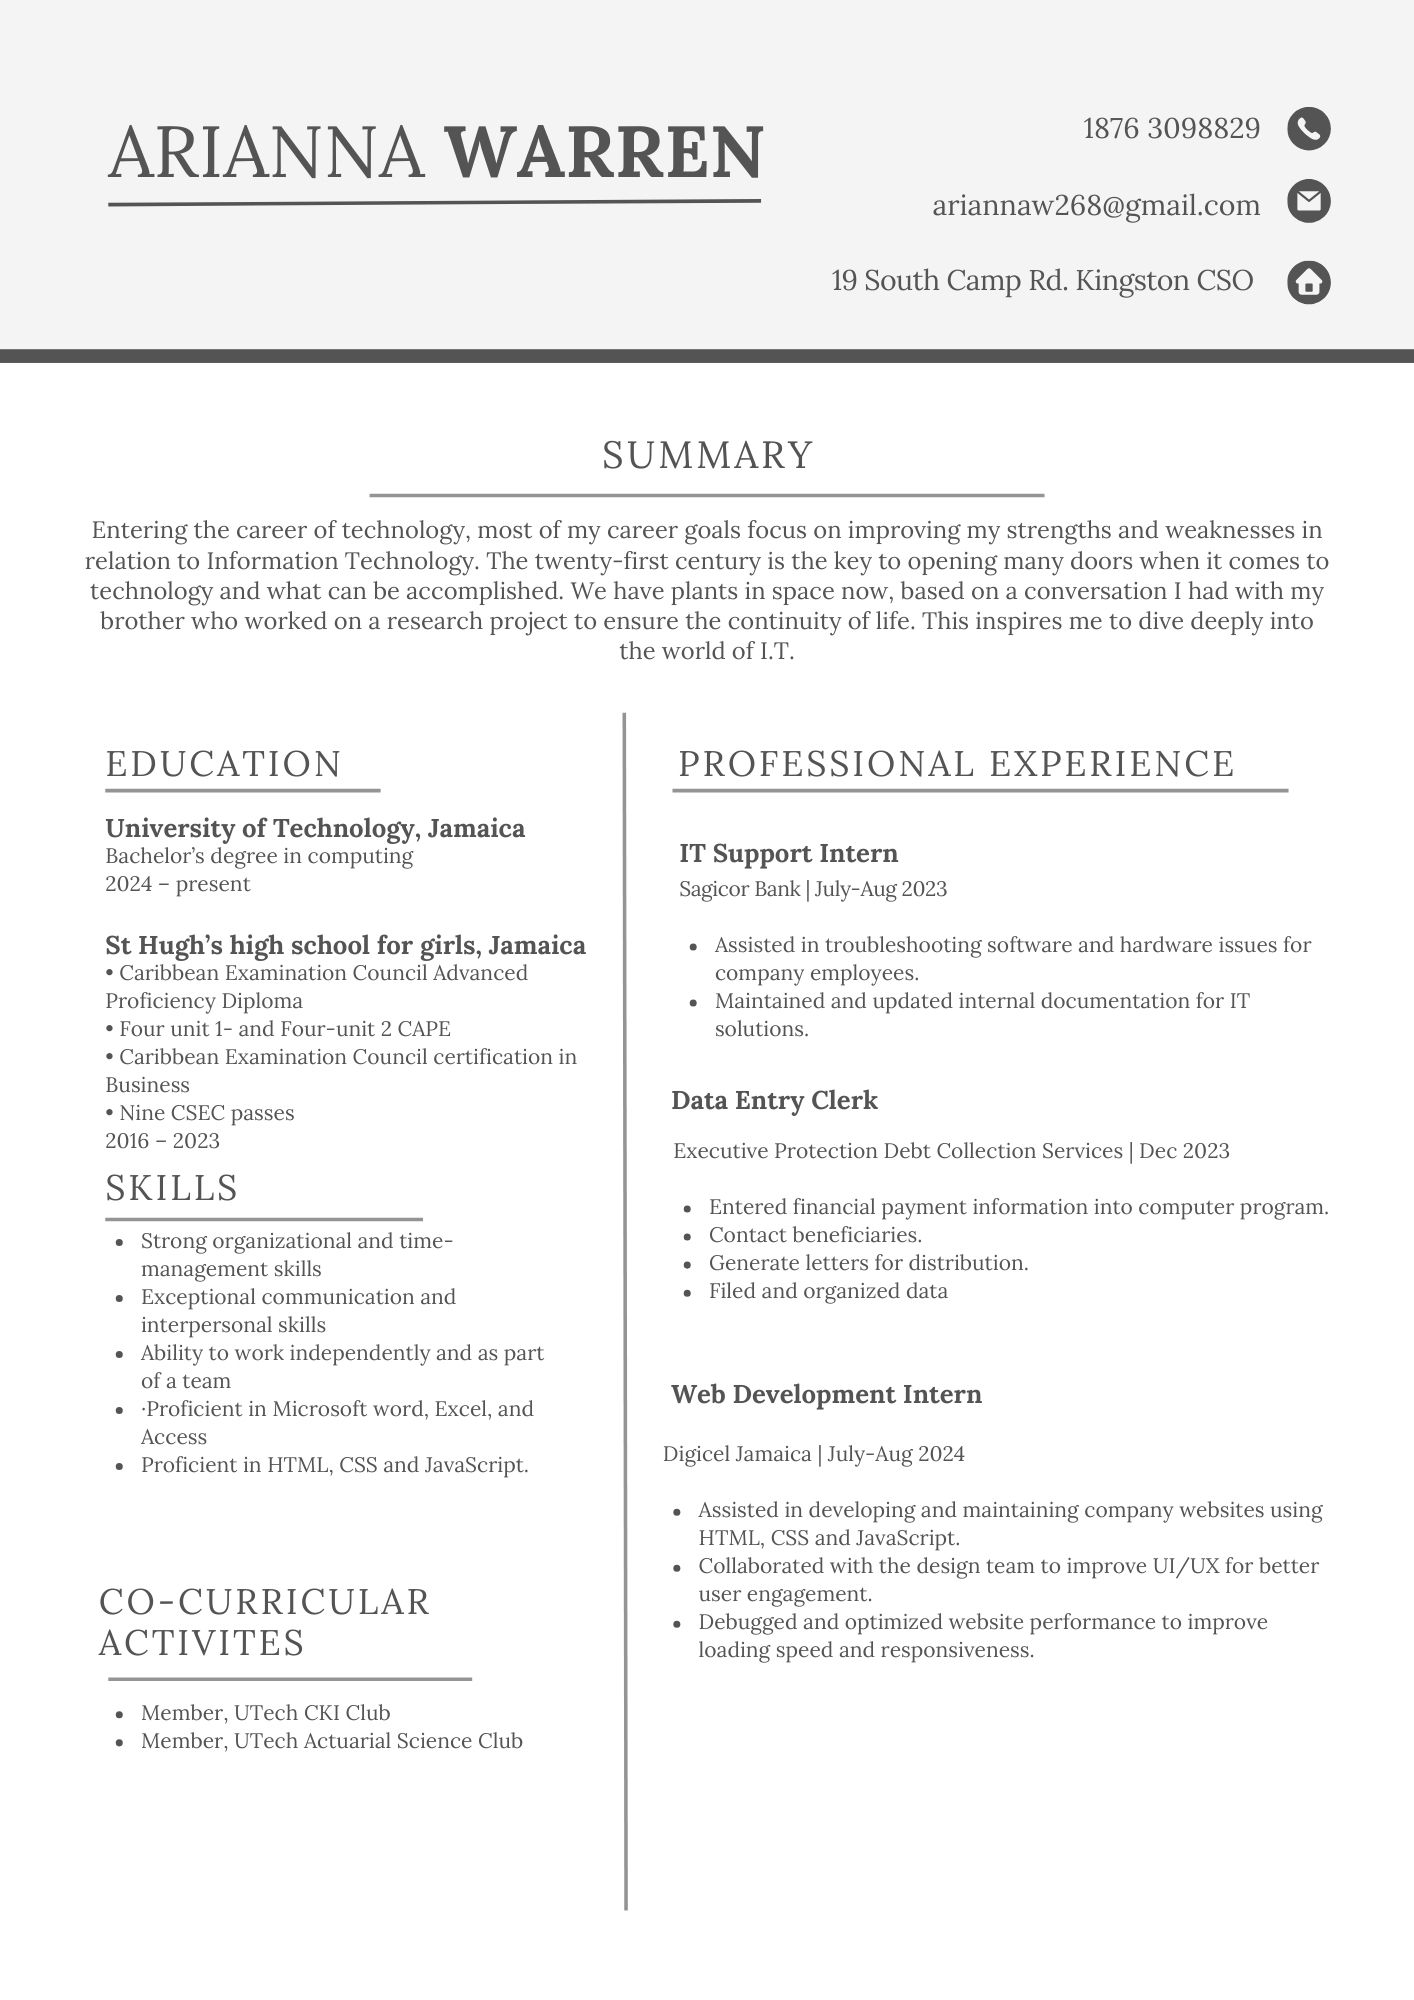 ARIANNA WARREN
1876 3098829
ariannaw268@gmail.com
19 South Camp Rd. Kingston CSO
SUMMARY
Entering the career of technology, most of my career goals focus on improving my strengths and weaknesses in
relation to Information Technology. The twenty-first century is the key to opening many doors when it comes to
technology and what can be accomplished. We have plants in space now, based on a conversation I had with my
brother who worked on a research project to ensure the continuity of life. This inspires me to dive deeply into
the world of I.T.
EDUCATION
University of Technology, Jamaica
Bachelor’s degree in computing
2024 – present
St Hugh’s high school for girls, Jamaica
• Caribbean Examination Council Advanced
Proficiency Diploma
• Four unit 1- and Four-unit 2 CAPE
• Caribbean Examination Council certification in
Business
• Nine CSEC passes
2016 – 2023
SKILLS
• Strong organizational and time-
management skills
• Exceptional communication and
interpersonal skills
• Ability to work independently and as part
of a team
• ·Proficient in Microsoft word, Excel, and
Access
• Proficient in HTML, CSS and JavaScript.
CO-CURRICULAR
ACTIVITES
• Member, UTech CKI Club
• Member, UTech Actuarial Science Club
PROFESSIONAL EXPERIENCE
IT Support Intern
Sagicor Bank | July-Aug 2023
• Assisted in troubleshooting software and hardware issues for
company employees.
• Maintained and updated internal documentation for IT
solutions.
Data Entry Clerk
Executive Protection Debt Collection Services | Dec 2023
• Entered financial payment information into computer program.
• Contact beneficiaries.
• Generate letters for distribution.
• Filed and organized data
Web Development Intern
Digicel Jamaica | July-Aug 2024
• Assisted in developing and maintaining company websites using
HTML, CSS and JavaScript.
• Collaborated with the design team to improve UI/UX for better
user engagement.
• Debugged and optimized website performance to improve
loading speed and responsiveness.